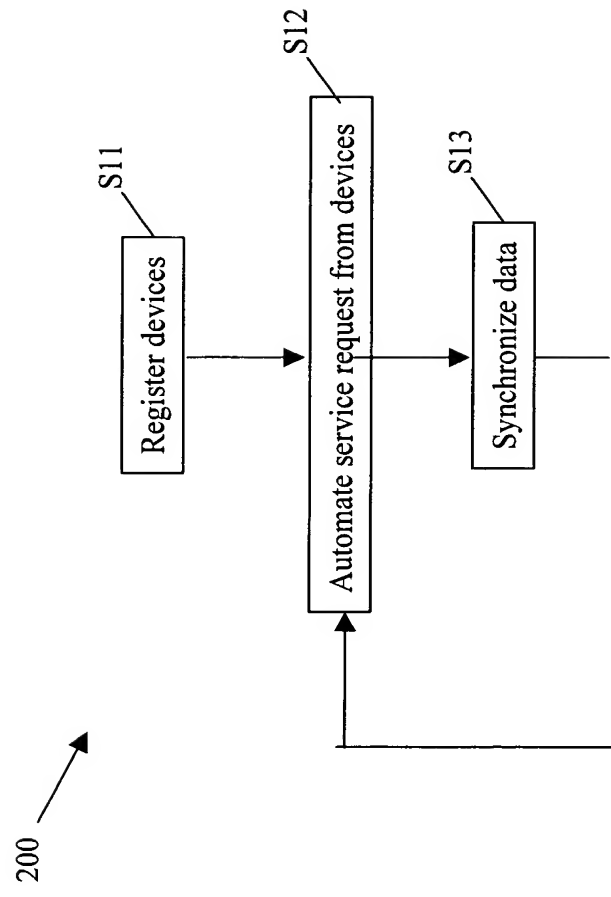 200
S11
Register devices
S12
Automate service request from devices
S13
Synchronize data